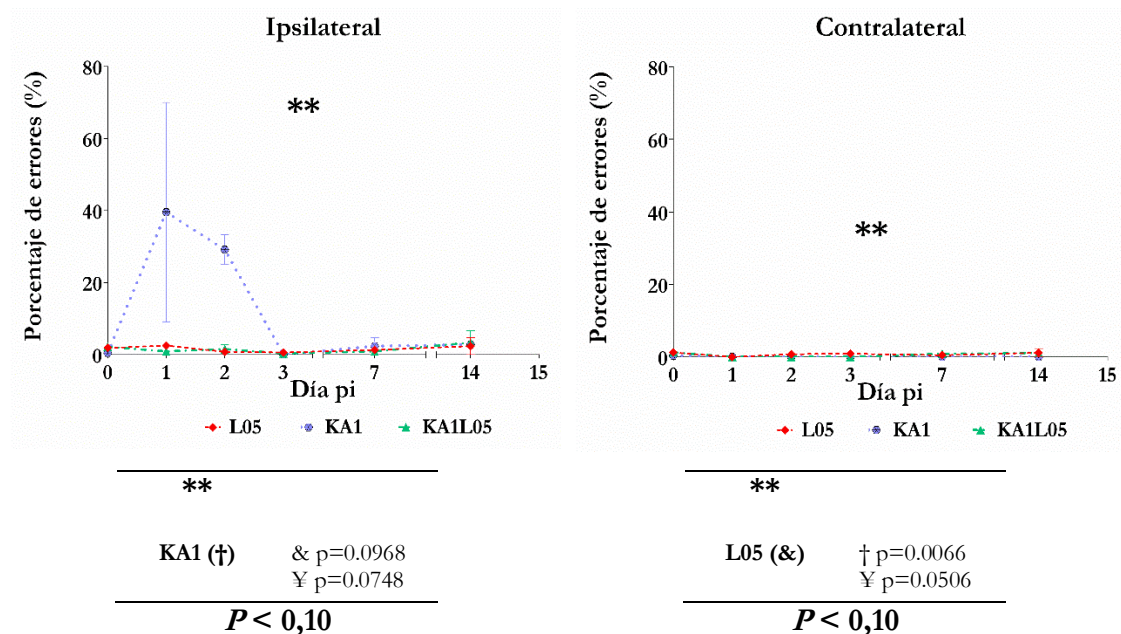 Ipsilateral
Porcentaje de errores (%)
80
60
40
20
0
**
0 1 2 3 7 14 15
Día pi
L05 KA1 KA1L05
**
KA1 (†) & p=0.0968
¥ p=0.0748
P < 0,10
Contralateral
Porcentaje de errores (%)
80
60
40
20
0
**
0 1 2 3 7 14 15
Día pi
L05 KA1 KA1L05
**
L05 (&) † p=0.0066
¥ p=0.0506
P < 0,10